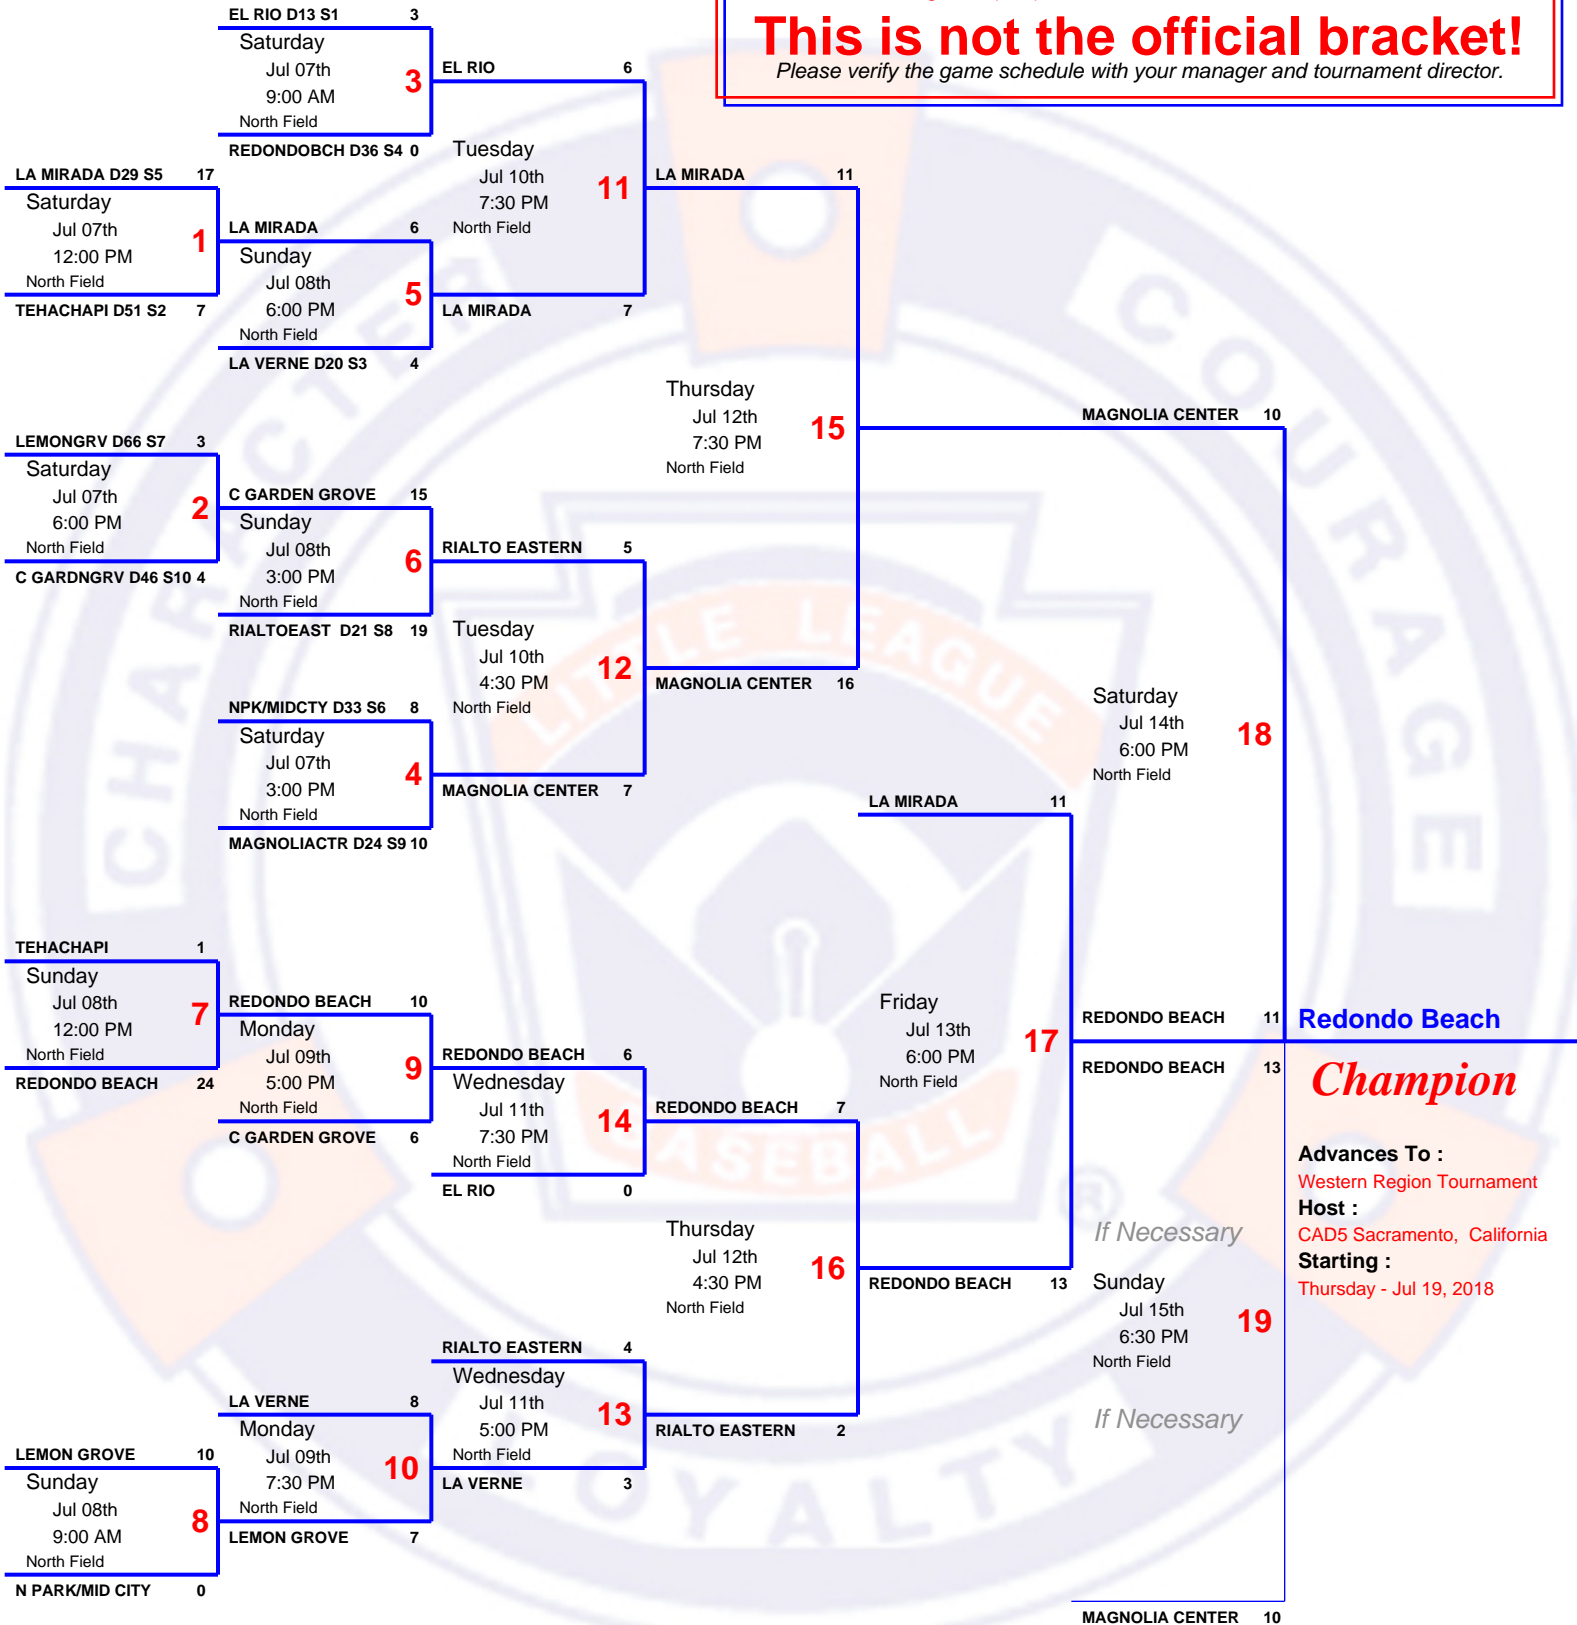 This is not the official bracket!
Please verify the game schedule with your manager and tournament director.
EL RIO D13 S1 3
Saturday
Jul 07th
9:00 AM
North Field
3
REDONDOBCH D36 S4 0
EL RIO 6
Tuesday
Jul 10th
7:30 PM
North Field
11
LA MIRADA D29 S5 17
Saturday
Jul 07th
12:00 PM
North Field
1
TEHACHAPI D51 S2 7
LA MIRADA 6
Sunday
Jul 08th
6:00 PM
North Field
5
LA VERNE D20 S3 4
LA MIRADA 7
LA MIRADA 11
Thursday
Jul 12th
7:30 PM
North Field
15
LEMONGRV D66 S7 3
Saturday
Jul 07th
6:00 PM
North Field
2
C GARDNGRV D46 S10 4
C GARDEN GROVE 15
Sunday
Jul 08th
3:00 PM
North Field
6
RIALTOEAST D21 S8 19
RIALTO EASTERN 5
Tuesday
Jul 10th
4:30 PM
North Field
12
MAGNOLIA CENTER 16
NPK/MIDCTY D33 S6 8
Saturday
Jul 07th
3:00 PM
North Field
4
MAGNOLIACTR D24 S9 10
MAGNOLIA CENTER 7
MAGNOLIA CENTER 10
Saturday
Jul 14th
6:00 PM
North Field
18
LA MIRADA 11
Friday
Jul 13th
6:00 PM
North Field
17
REDONDO BEACH 11
REDONDO BEACH 13
Redondo Beach
Champion
Advances To :
Western Region Tournament
Host :
CAD5 Sacramento, California
Starting :
Thursday - Jul 19, 2018
TEHACHAPI 1
Sunday
Jul 08th
12:00 PM
North Field
7
REDONDO BEACH 24
REDONDO BEACH 10
Monday
Jul 09th
5:00 PM
North Field
9
C GARDEN GROVE 6
REDONDO BEACH 6
Wednesday
Jul 11th
7:30 PM
North Field
14
EL RIO 0
REDONDO BEACH 7
Thursday
Jul 12th
4:30 PM
North Field
16
REDONDO BEACH 13
If Necessary
Sunday
Jul 15th
6:30 PM
North Field
19
If Necessary
RIALTO EASTERN 4
Wednesday
Jul 11th
5:00 PM
North Field
13
RIALTO EASTERN 2
LA VERNE 8
Monday
Jul 09th
7:30 PM
North Field
10
LA VERNE 3
LEMON GROVE 10
Sunday
Jul 08th
9:00 AM
North Field
8
LEMON GROVE 7
N PARK/MID CITY 0
MAGNOLIA CENTER 10
CHARACTER
COURAGE
LOYALTY
LITTLE LEAGUE
BASEBALL
®